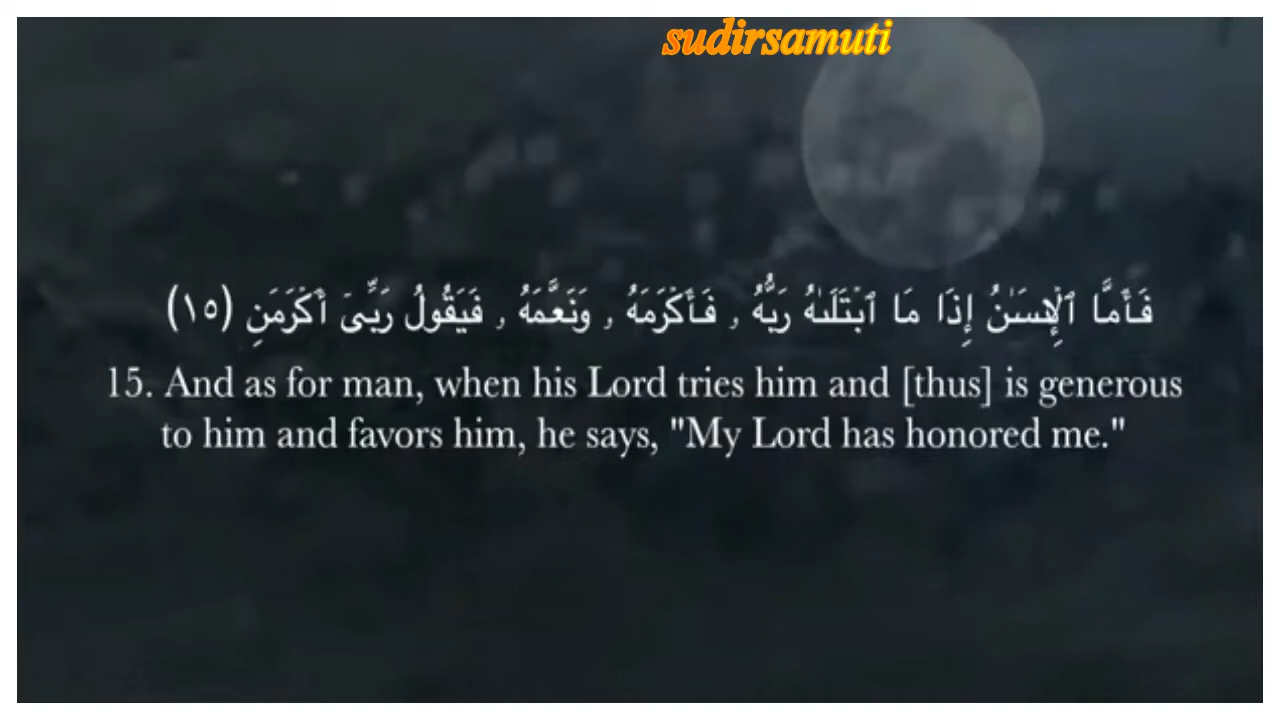 sudirsamuti
فَأَمَّا ٱلْإِنسَـٰنُ إِذَا مَا ٱبْتَلَىٰهُ رَبُّهُ ۥ فَأَكْرَمَهُ ۥ وَنَعَّمَهُ ۥ فَيَقُولُ رَبِّىٓ أَكْرَمَنِ (١٥)
15. And as for man, when his Lord tries him and [thus] is generous
to him and favors him, he says, "My Lord has honored me."